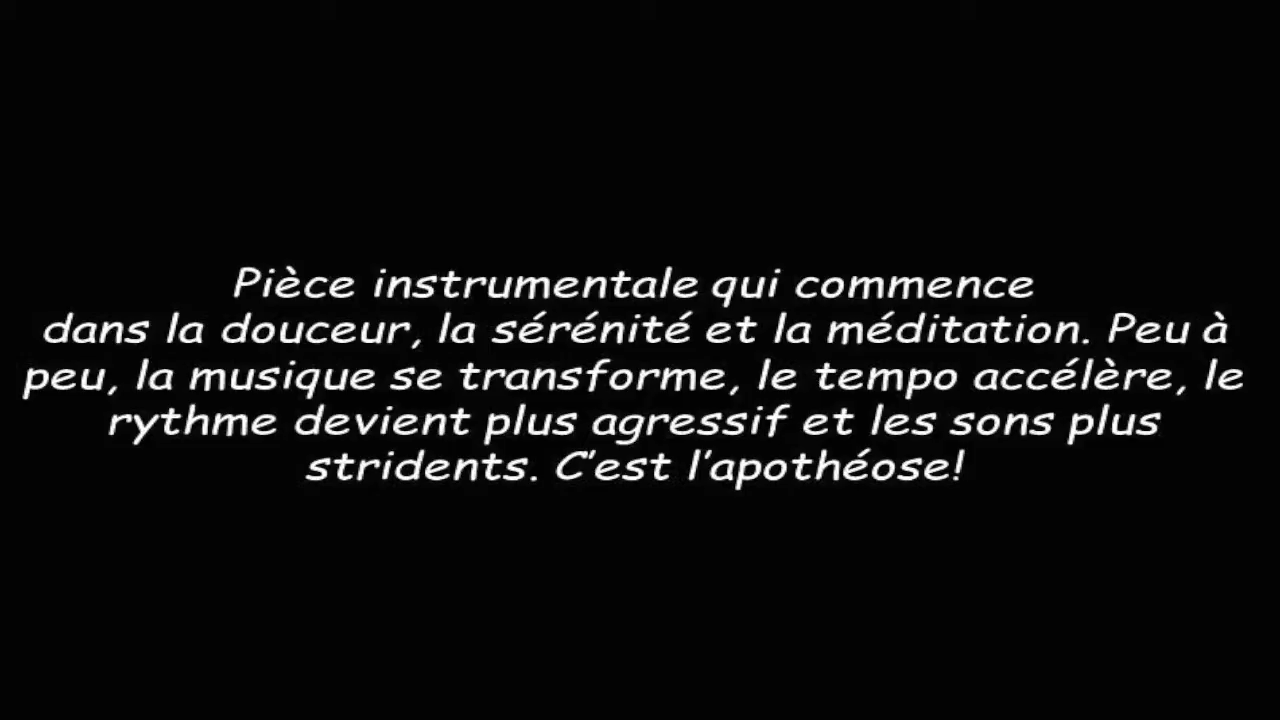 Pièce instrumentale qui commence
dans la douceur, la sérénité et la méditation. Peu à
peu, la musique se transforme, le tempo accélère, le
rythme devient plus agressif et les sons plus
stridents. C'est l'apothéose!